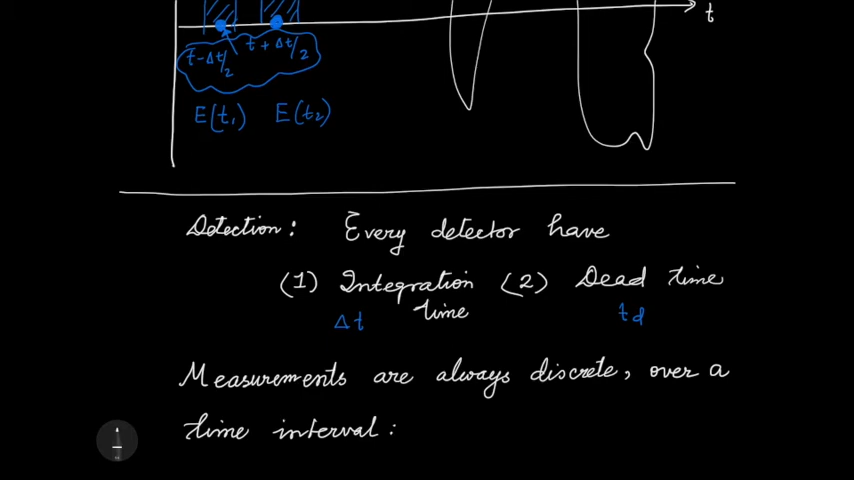 t
t-Δt/2 t+Δt/2
E(t₁) E(t₂)
Detection: Every detector have
(1) Integration (2) Dead time
time
Δt t_d
Measurements are always discrete, over a
time interval: